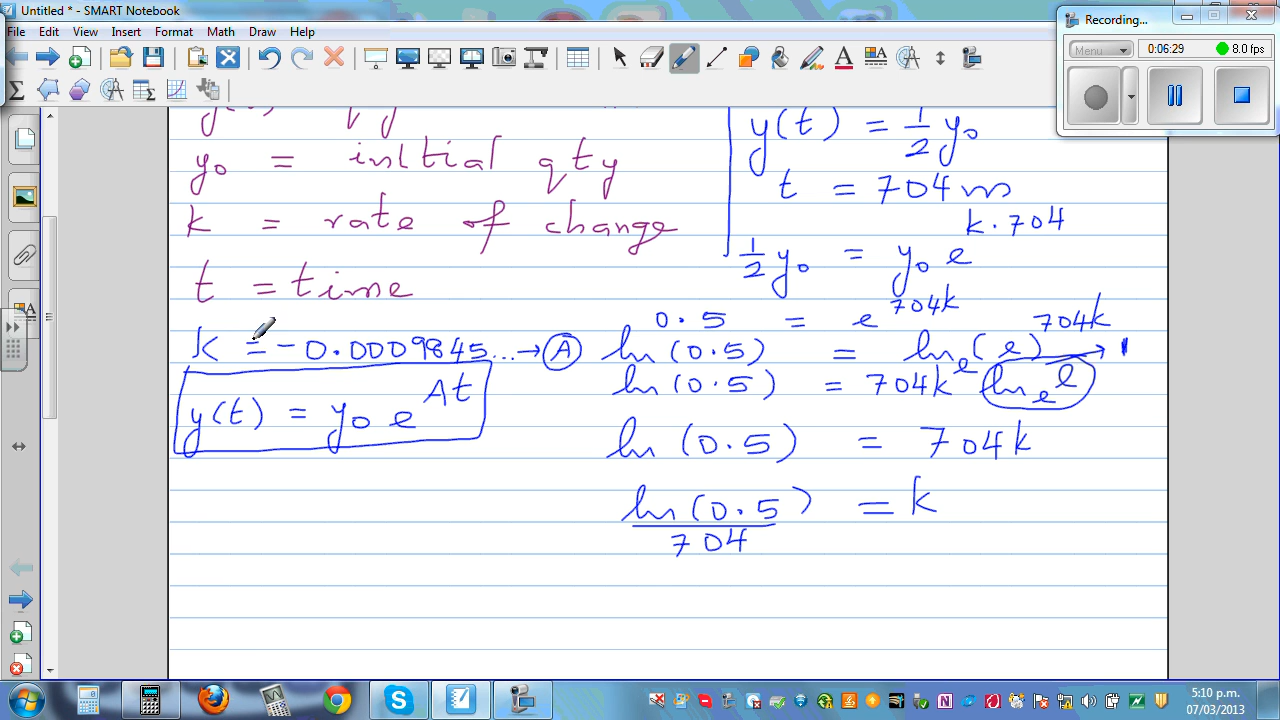 Untitled * - SMART Notebook
File Edit View Insert Format Math Draw Help
Recording...
Menu
0:06:29
8.0 fps
y₀ = initial qty
k = rate of change
t = time
k = -0.0009845... → Ⓐ
y(t) = y₀ e^(At)
y(t) = 1/2 y₀
t = 704 m
1/2 y₀ = y₀ e^(k·704)
0.5 = e^(704k)
ln(0.5) = lnₑ(e)^(704k) → 1
ln(0.5) = 704k lnₑ e
ln(0.5) = 704k
ln(0.5)/704 = k
5:10 p.m.
07/03/2013